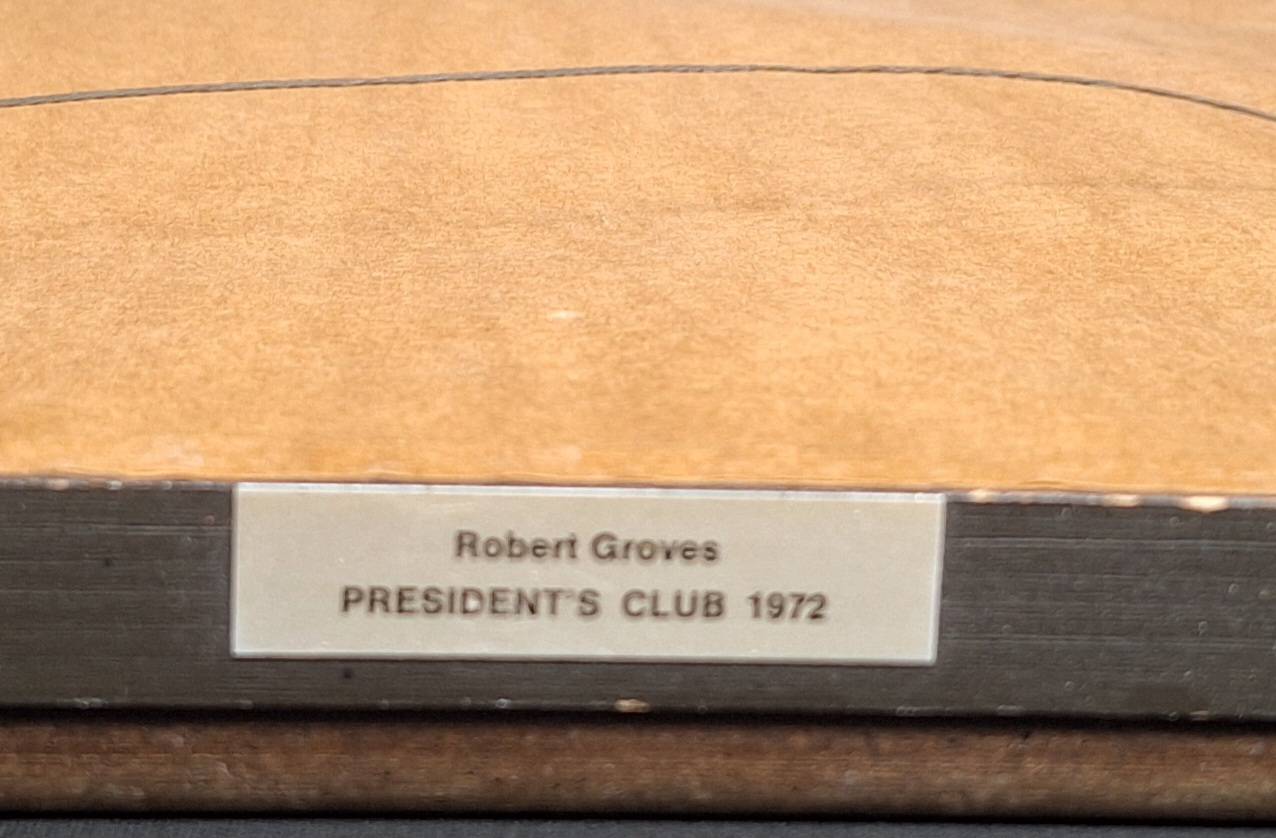 Robert Groves
PRESIDENT'S CLUB 1972